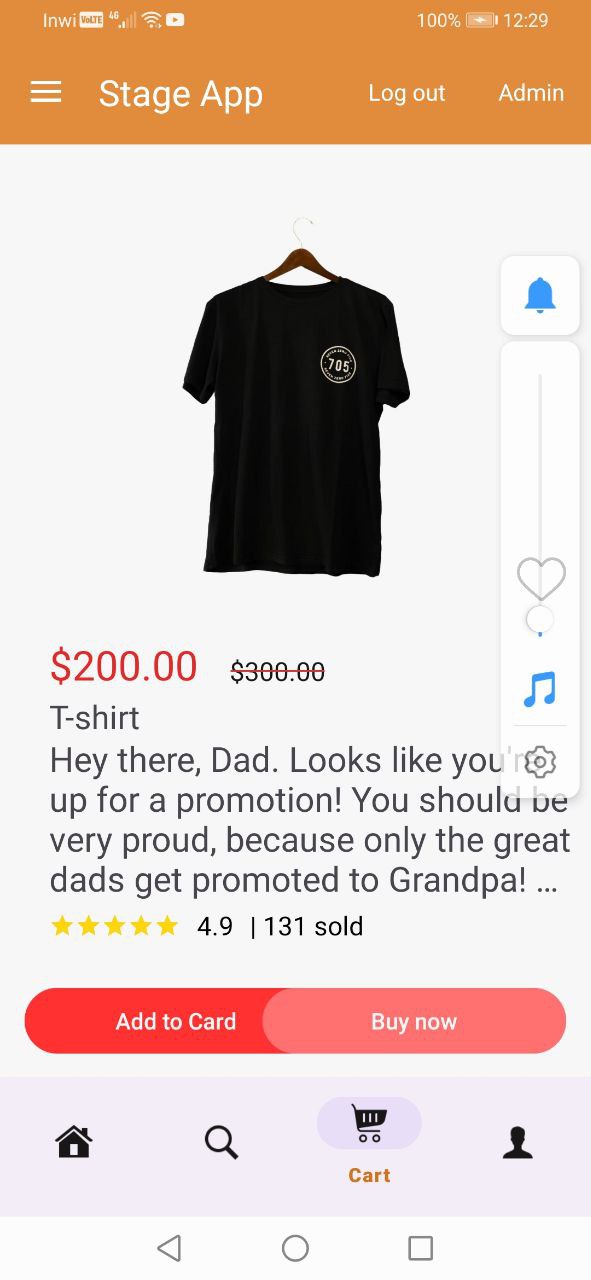 Inwi VoLTE 4G 100% 12:29
Stage App Log out Admin
705
$200.00 $300.00
T-shirt
Hey there, Dad. Looks like you'r
up for a promotion! You should be
very proud, because only the great
dads get promoted to Grandpa! ...
4.9 | 131 sold
Add to Card Buy now
Cart